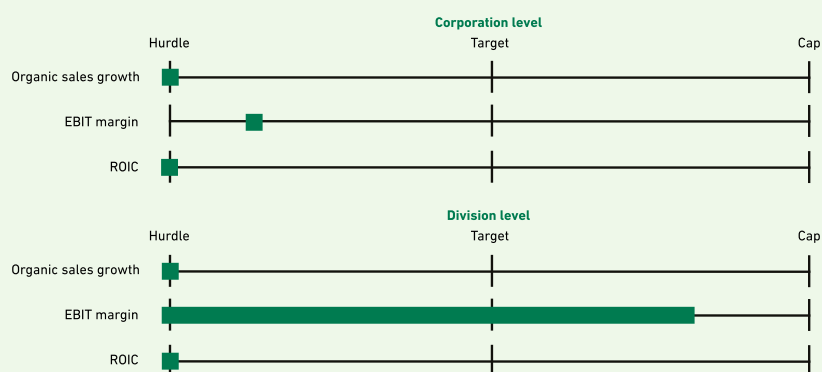 Corporation level
Hurdle Target Cap
Organic sales growth
EBIT margin
ROIC
Division level
Hurdle Target Cap
Organic sales growth
EBIT margin
ROIC